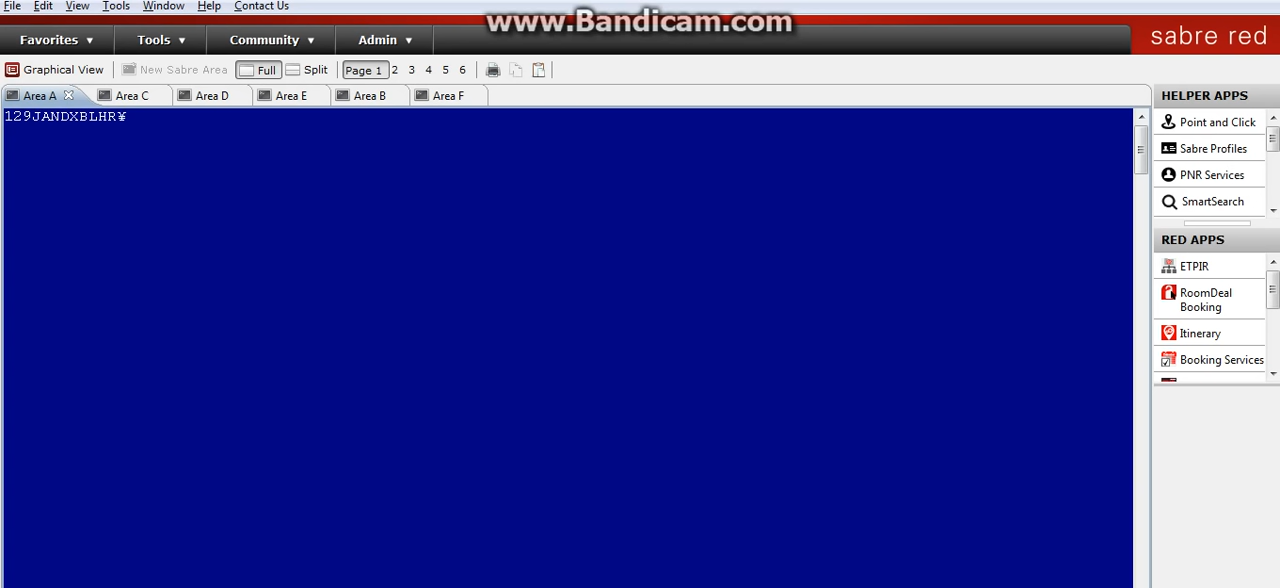 File Edit View Tools Window Help Contact Us
www.Bandicam.com
Favorites Tools Community Admin
sabre red
Graphical View New Sabre Area Full Split Page 1 2 3 4 5 6
Area A Area C Area D Area E Area B Area F
129JANDXBLHR¥
HELPER APPS
Point and Click
Sabre Profiles
PNR Services
SmartSearch
RED APPS
ETPIR
RoomDeal
Booking
Itinerary
Booking Services